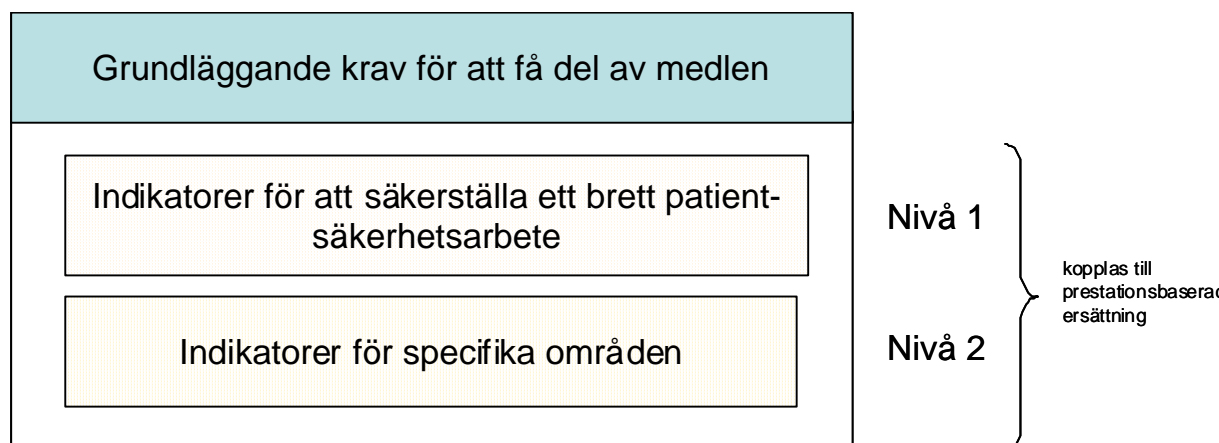 Grundläggande krav för att få del av medlen
Indikatorer för att säkerställa ett brett patient-
säkerhetsarbete
Nivå 1
kopplas till
prestationsbaserad
ersättning
Indikatorer för specifika områden
Nivå 2